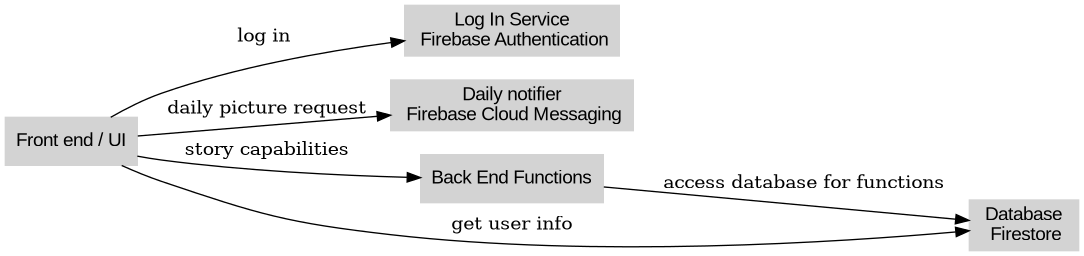 Log In Service
Firebase Authentication
log in
Daily notifier
Firebase Cloud Messaging
daily picture request
Front end / UI
story capabilities
Back End Functions
access database for functions
Database
Firestore
get user info